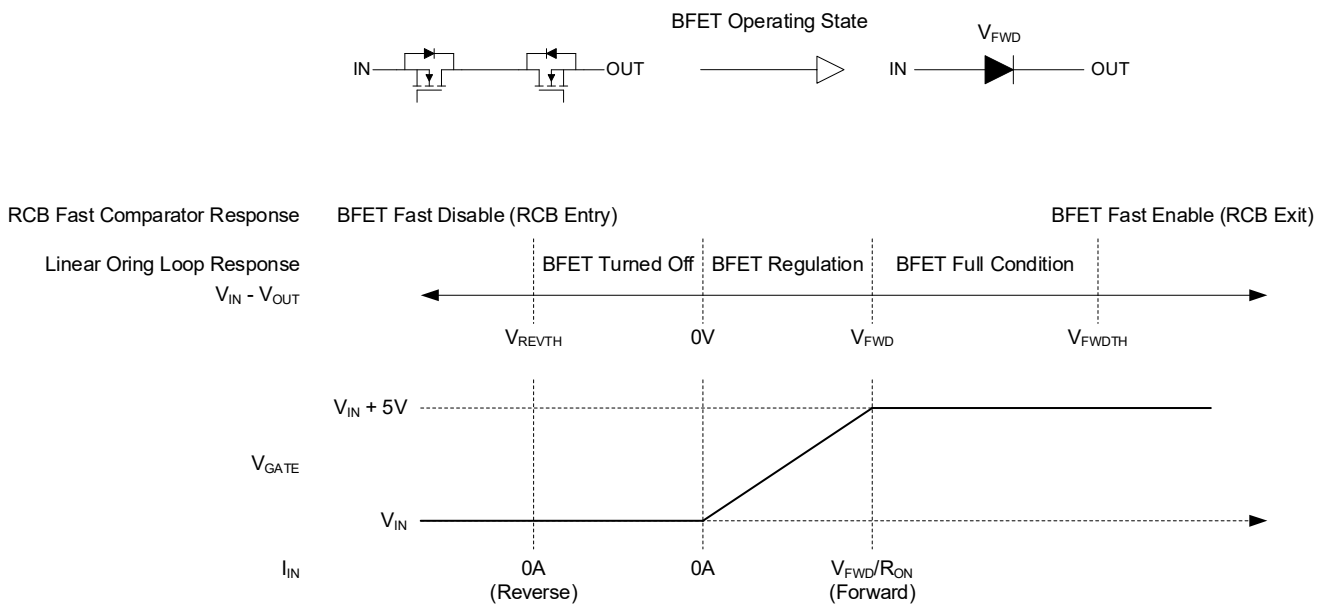 BFET Operating State
IN
OUT
V_FWD
IN
OUT
RCB Fast Comparator Response
BFET Fast Disable (RCB Entry)
BFET Fast Enable (RCB Exit)
Linear Oring Loop Response
BFET Turned Off
BFET Regulation
BFET Full Condition
V_IN - V_OUT
V_REVTH
0V
V_FWD
V_FWDTH
V_IN + 5V
V_GATE
V_IN
I_IN
0A
(Reverse)
0A
V_FWD/R_ON
(Forward)